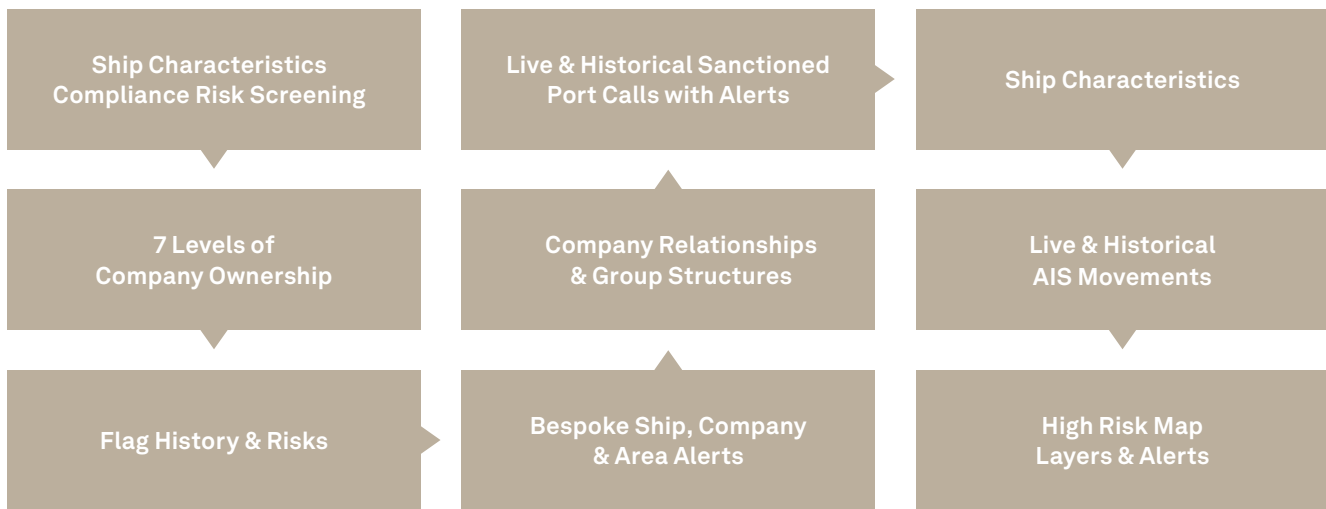 Ship Characteristics
Compliance Risk Screening
Live & Historical Sanctioned
Port Calls with Alerts
Ship Characteristics
7 Levels of
Company Ownership
Company Relationships
& Group Structures
Live & Historical
AIS Movements
Flag History & Risks
Bespoke Ship, Company
& Area Alerts
High Risk Map
Layers & Alerts